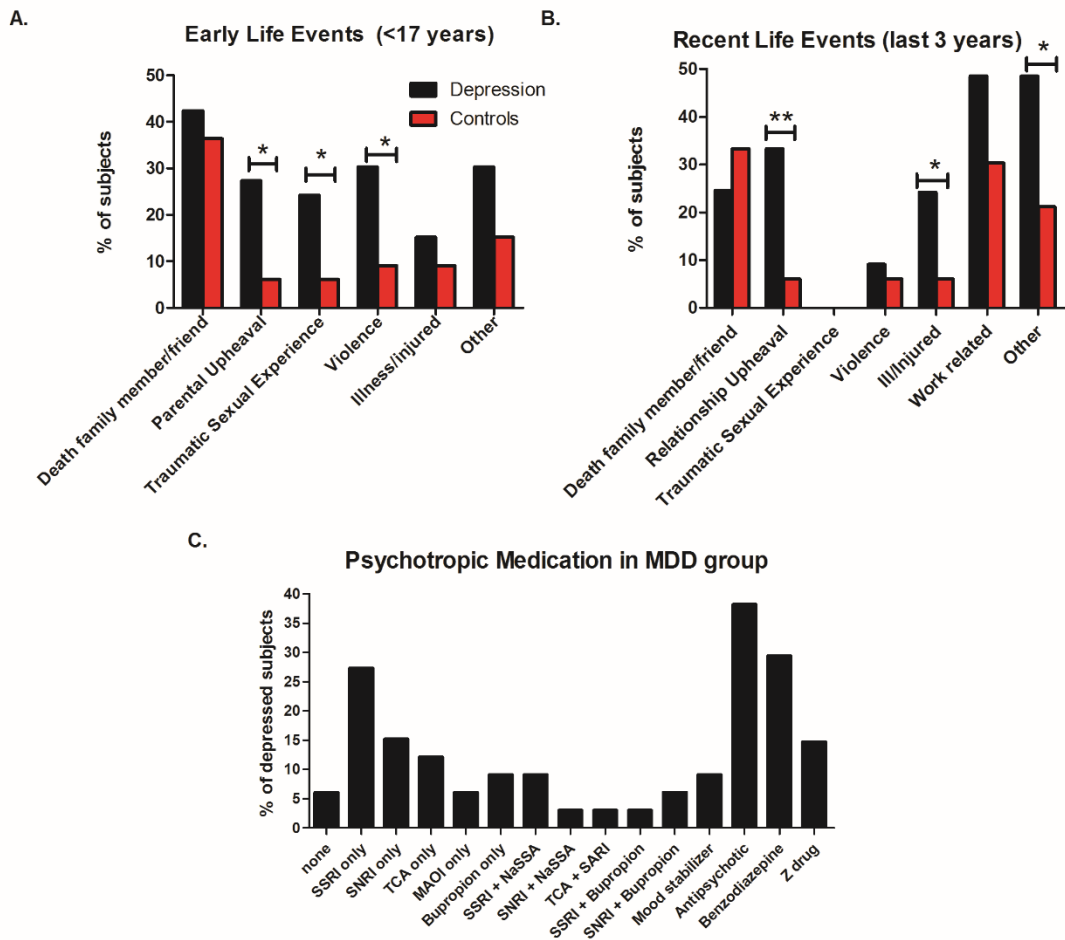 A.
Early Life Events (<17 years)
% of subjects
50
40
30
20
10
0
Depression
Controls
*
*
*
Death family member/friend
Parental Upheaval
Traumatic Sexual Experience
Violence
Illness/injured
Other
B.
Recent Life Events (last 3 years)
% of subjects
50
40
30
20
10
0
**
*
*
Death family member/friend
Relationship Upheaval
Traumatic Sexual Experience
Violence
Ill/Injured
Work related
Other
C.
Psychotropic Medication in MDD group
% of depressed subjects
40
35
30
25
20
15
10
5
0
none
SSRI only
SNRI only
TCA only
MAOI only
Bupropion only
SSRI + NaSSA
SNRI + NaSSA
TCA + SARI
SSRI + Bupropion
SNRI + Bupropion
Mood stabilizer
Antipsychotic
Benzodiazepine
Z drug